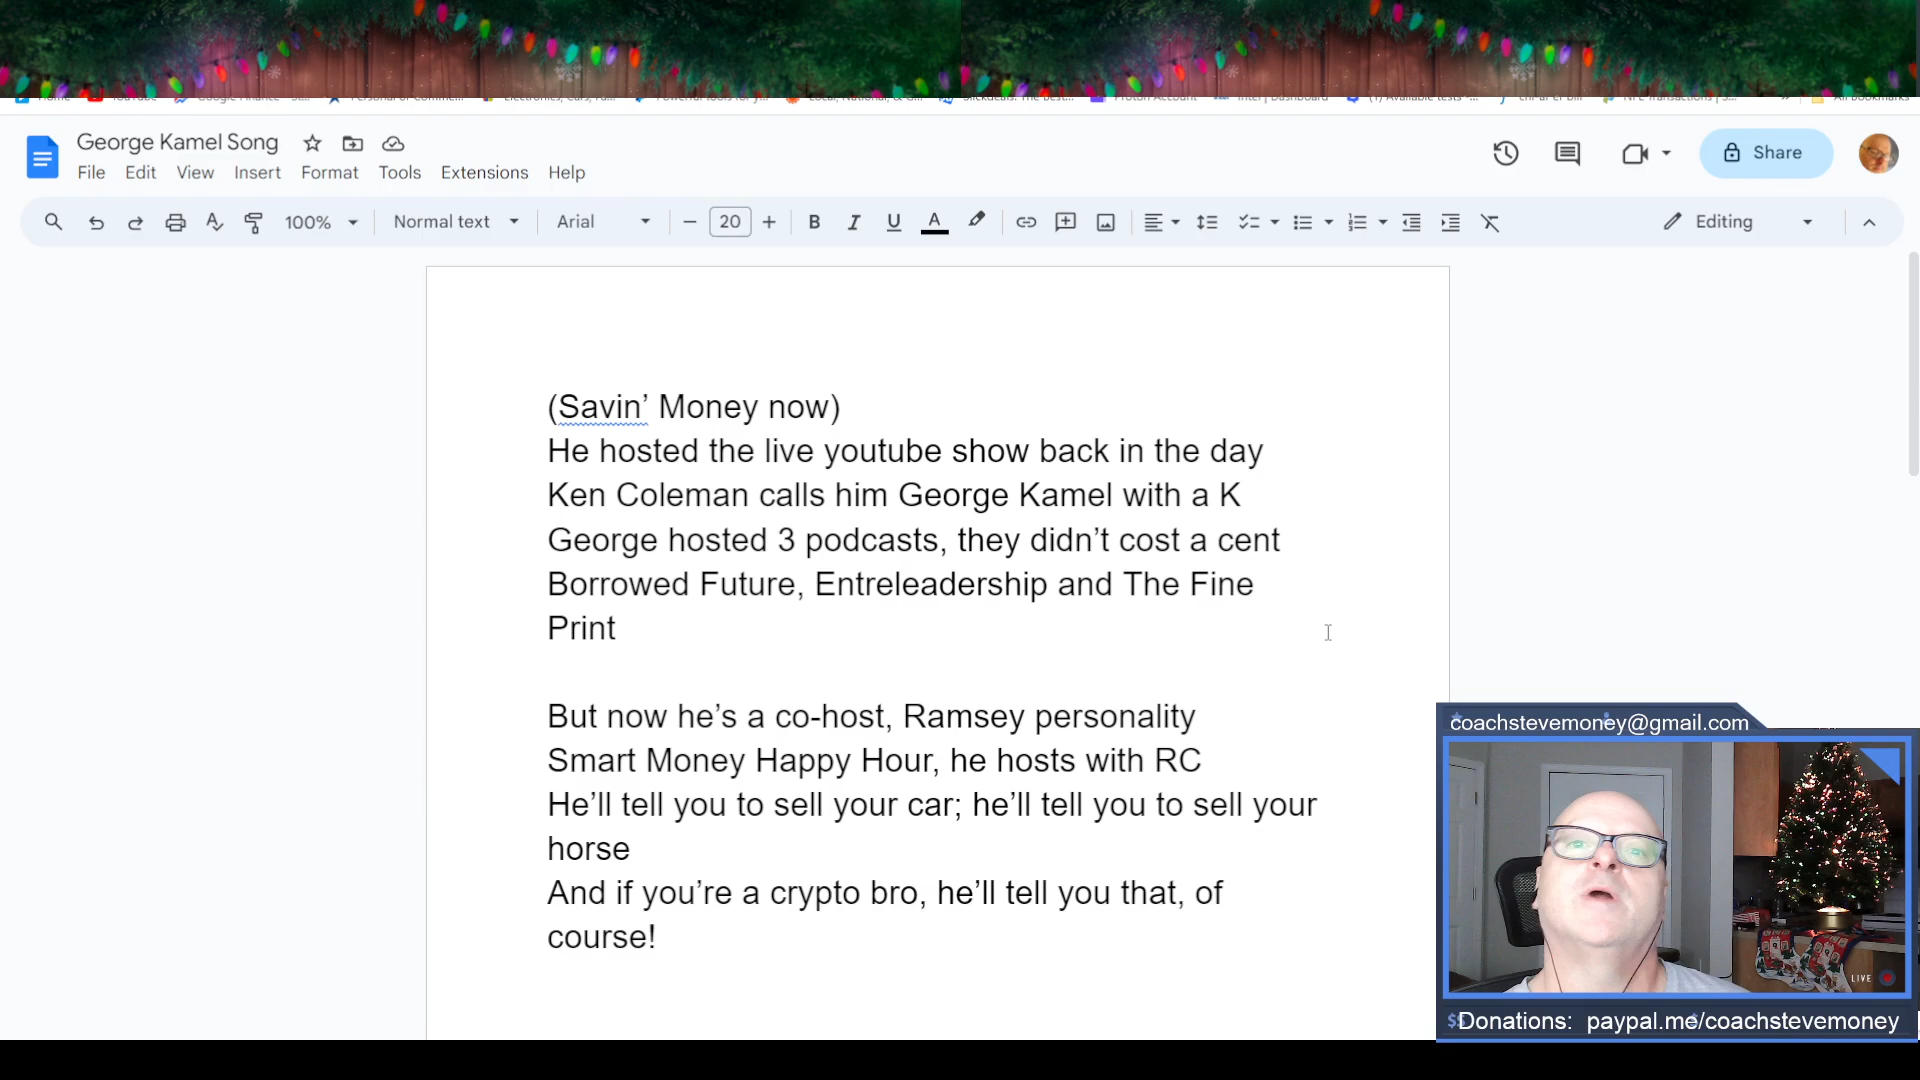 George Kamel Song
File Edit View Insert Format Tools Extensions Help
Share
100% Normal text Arial 20 Editing
(Savin’ Money now)
He hosted the live youtube show back in the day
Ken Coleman calls him George Kamel with a K
George hosted 3 podcasts, they didn’t cost a cent
Borrowed Future, Entreleadership and The Fine
Print
But now he’s a co-host, Ramsey personality
Smart Money Happy Hour, he hosts with RC
He’ll tell you to sell your car; he’ll tell you to sell your
horse
And if you’re a crypto bro, he’ll tell you that, of
course!
coachstevemoney@gmail.com
LIVE
Donations: paypal.me/coachstevemoney